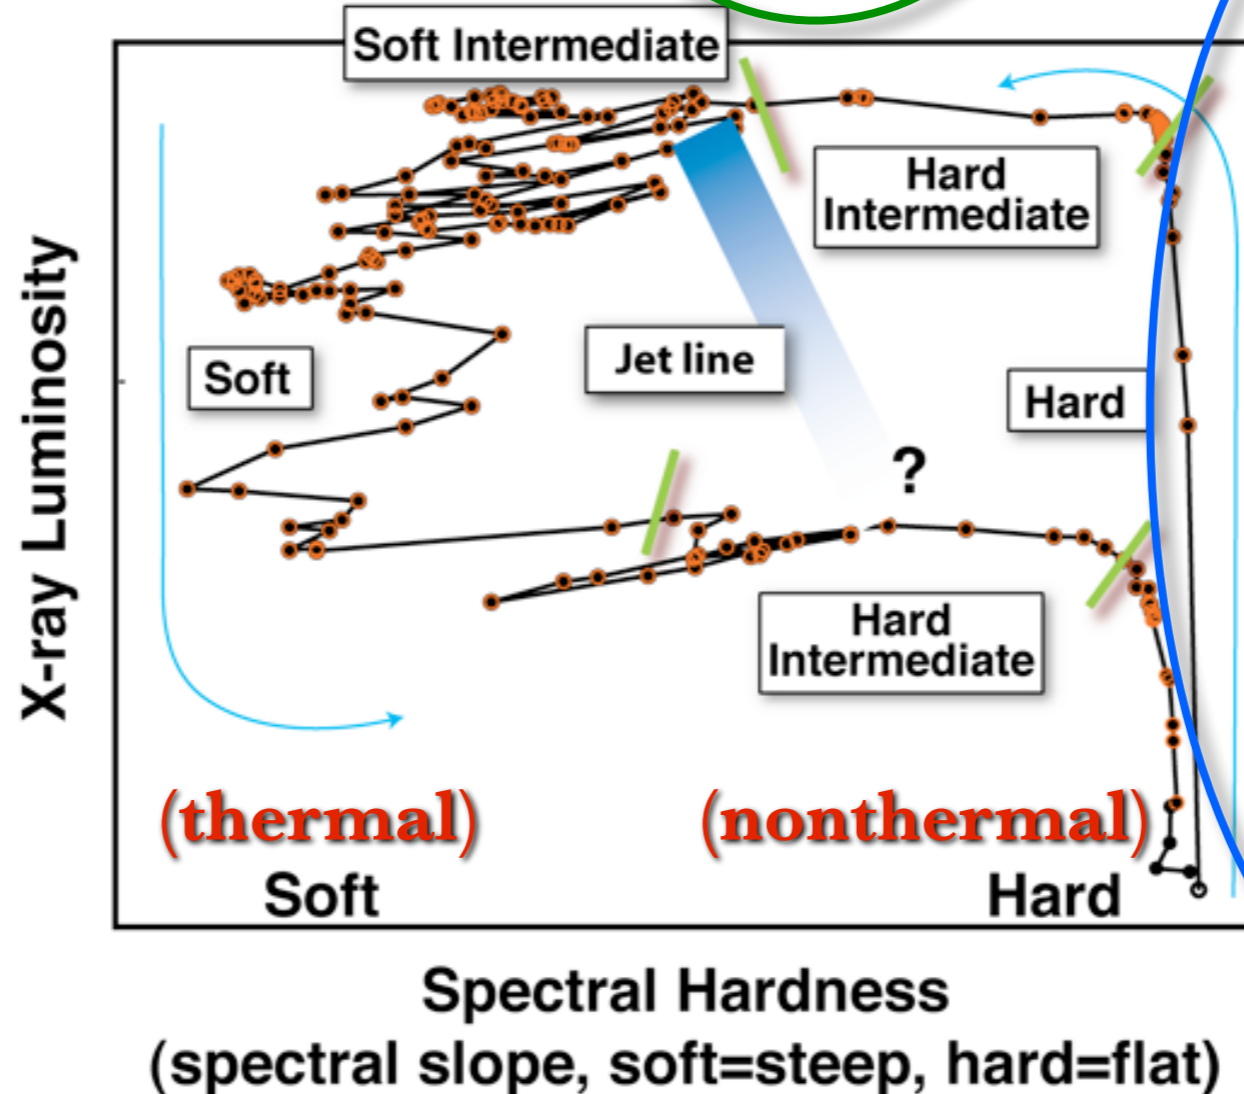 Soft Intermediate
Hard
Intermediate
Soft
Jet line
Hard
?
Hard
Intermediate
(thermal)
(nonthermal)
Soft
Hard
X-ray Luminosity
Spectral Hardness
(spectral slope, soft=steep, hard=flat)